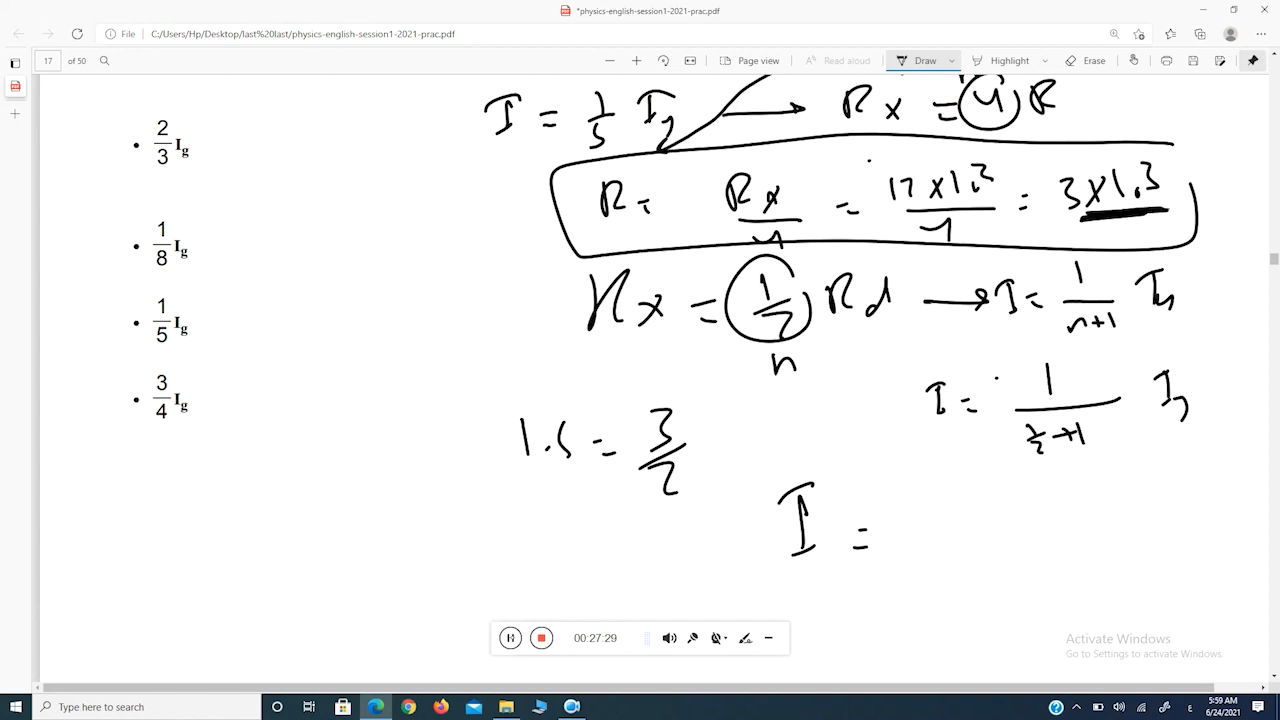 *physics-english-session1-2021-prac.pdf
File C:/Users/Hp/Desktop/last%20last/physics-english-session1-2021-prac.pdf
17 of 50 Page view Read aloud Draw Highlight Erase
I = 1/5 Ig → Rx = 4 R
2/3 Ig
R = Rx/4 = 12×1.3/4 = 3×1.3
1/8 Ig
Rx = 1/2 Rd → I = 1/n+1 Ig
1/5 Ig
n
3/4 Ig
I = 1/½+1 Ig
1.5 = 3/2
I =
00:27:29
Activate Windows
Go to Settings to activate Windows.
Type here to search
5:59 AM
6/24/2021